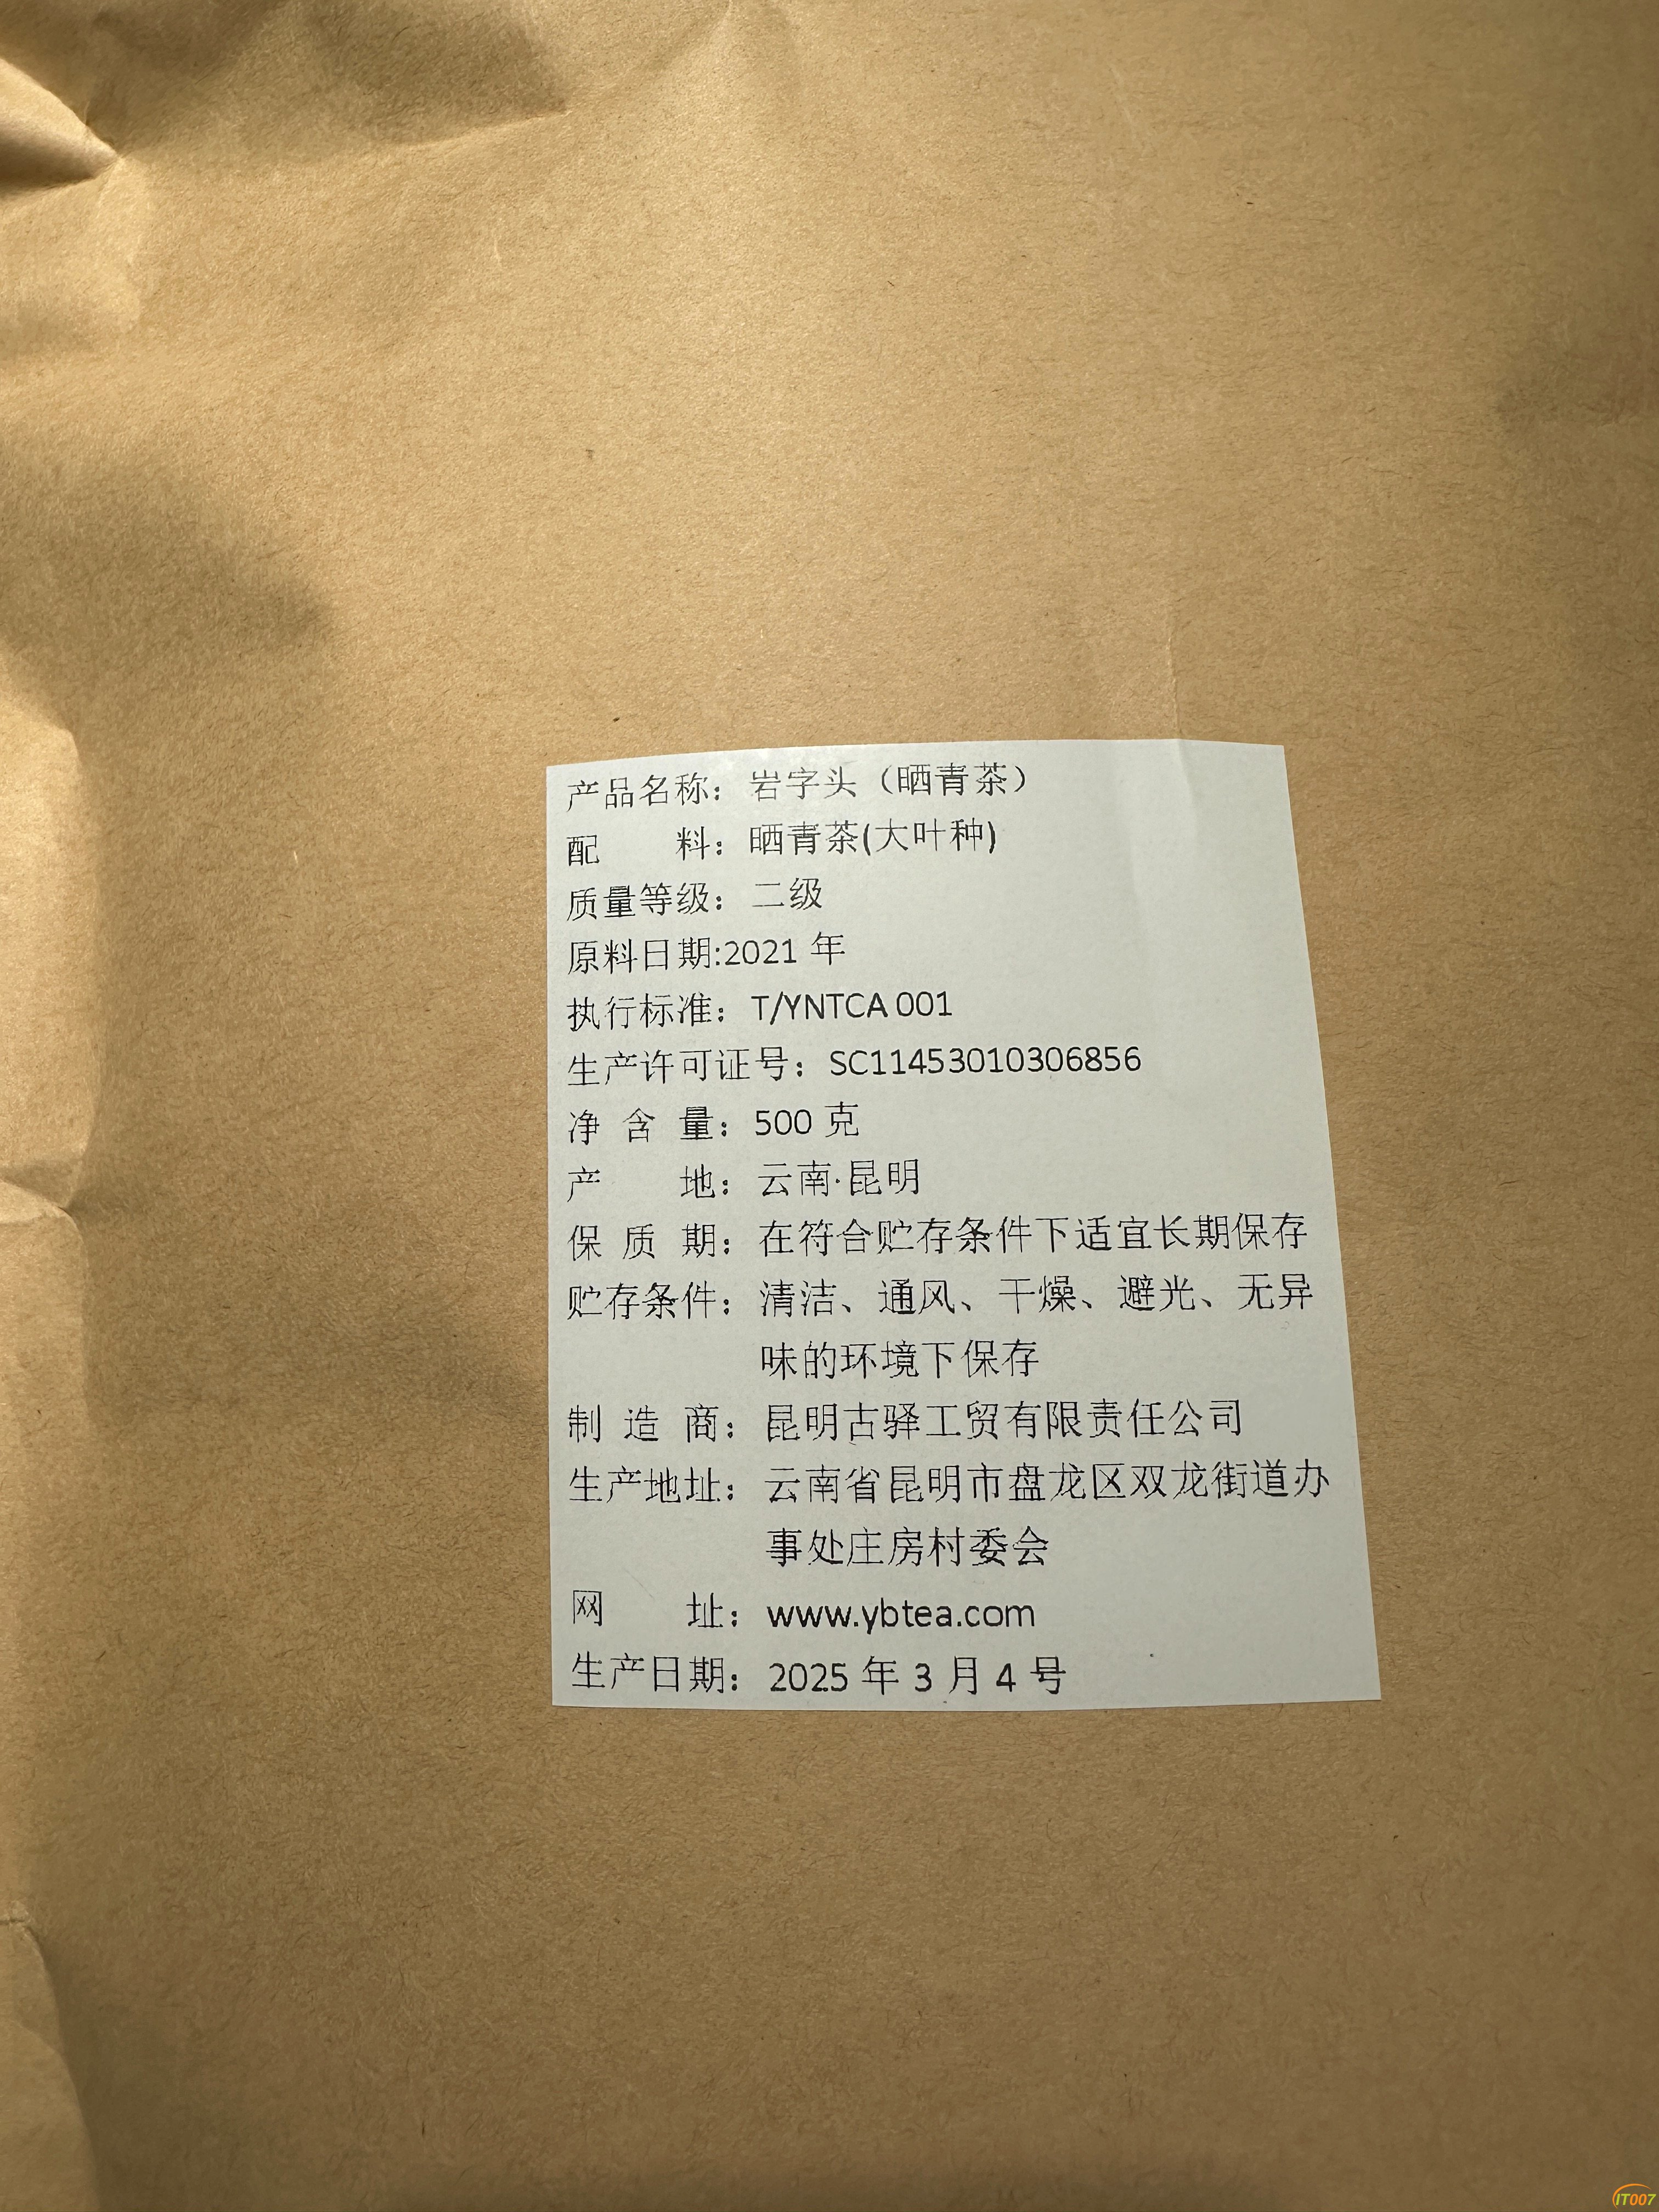 产品名称：岩字头（晒青茶）
配 料：晒青茶(大叶种)
质量等级：二级
原料日期:2021 年
执行标准：T/YNTCA 001
生产许可证号：SC11453010306856
净 含 量：500 克
产 地：云南·昆明
保 质 期：在符合贮存条件下适宜长期保存
贮存条件：清洁、通风、干燥、避光、无异
味的环境下保存
制 造 商：昆明古驿工贸有限责任公司
生产地址：云南省昆明市盘龙区双龙街道办
事处庄房村委会
网 址：www.ybtea.com
生产日期：2025 年 3 月 4 号
IT007